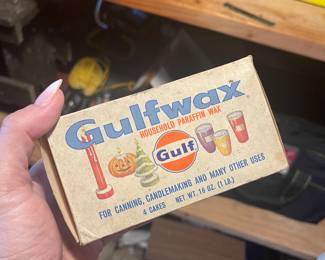 Gulfwax
HOUSEHOLD PARAFFIN WAX
Gulf
FOR CANNING, CANDLEMAKING AND MANY OTHER USES
4 CAKES NET WT. 16 OZ. (1 LB.)